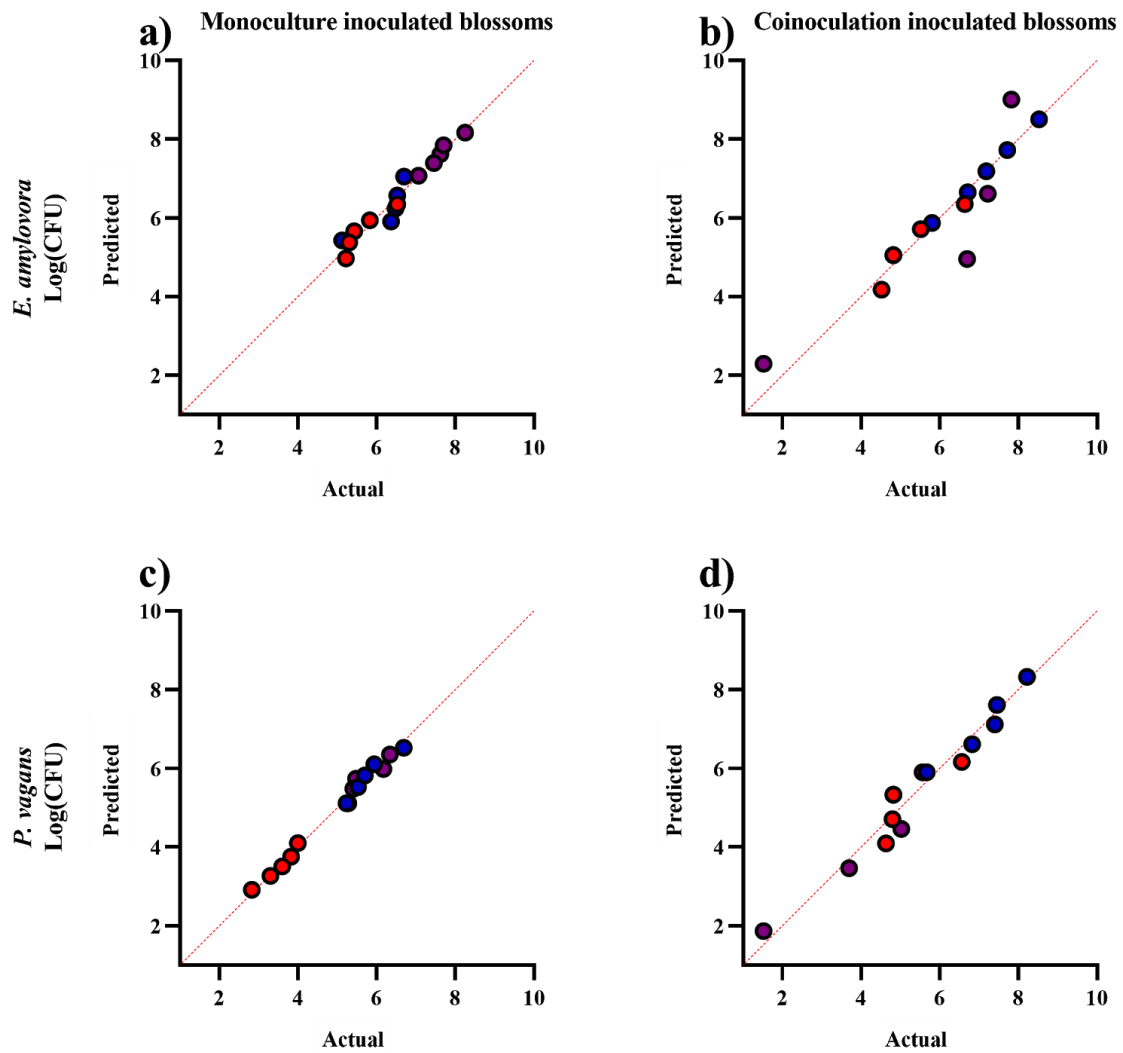 a) Monoculture inoculated blossoms
b) Coinoculation inoculated blossoms
10
8
6
4
2
2 4 6 8 10
Actual
Predicted
E. amylovora
Log(CFU)
10
8
6
4
2
2 4 6 8 10
Actual
Predicted
c)
10
8
6
4
2
2 4 6 8 10
Actual
Predicted
P. vagans
Log(CFU)
d)
10
8
6
4
2
2 4 6 8 10
Actual
Predicted